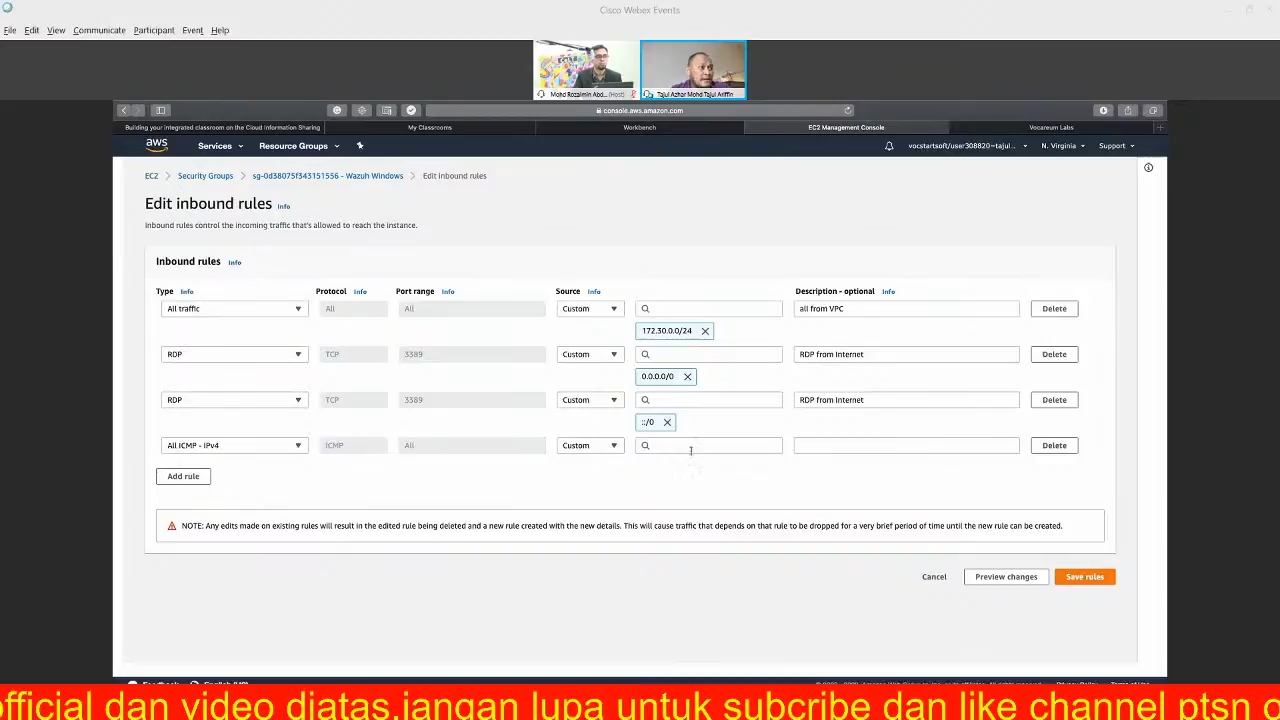 Cisco Webex Events
File Edit View Communicate Participant Event Help
Mohd Rozaimin Abd... (Host) Tajul Azhar Mohd Tajul Ariffin
console.aws.amazon.com
Building your integrated classroom on the Cloud Information Sharing My Classrooms Workbench EC2 Management Console Vocareum Labs
aws Services Resource Groups vocstartsoft/user308820=tajul... N. Virginia Support
EC2 Security Groups sg-0d38075f343151556 - Wazuh Windows Edit inbound rules
Edit inbound rules Info
Inbound rules control the incoming traffic that's allowed to reach the instance.
Inbound rules Info
Type Info Protocol Info Port range Info Source Info Description - optional Info
All traffic All All Custom all from VPC Delete
172.30.0.0/24
RDP TCP 3389 Custom RDP from Internet Delete
0.0.0.0/0
RDP TCP 3389 Custom RDP from Internet Delete
::/0
All ICMP - IPv4 ICMP All Custom Delete
Add rule
NOTE: Any edits made on existing rules will result in the edited rule being deleted and a new rule created with the new details. This will cause traffic that depends on that rule to be dropped for a very brief period of time until the new rule can be created.
Cancel Preview changes Save rules
official dan video diatas,jangan lupa untuk subcribe dan like channel ptsn